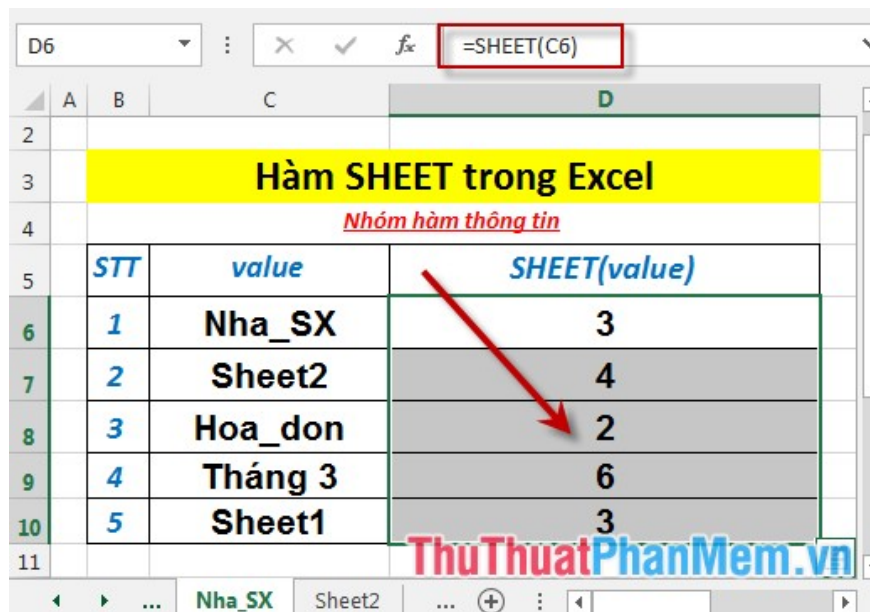 D6 fx =SHEET(C6)
A B C D
2
3 Hàm SHEET trong Excel
4 Nhóm hàm thông tin
5 STT value SHEET(value)
6 1 Nha_SX 3
7 2 Sheet2 4
8 3 Hoa_don 2
9 4 Tháng 3 6
10 5 Sheet1 3
ThuThuatPhanMem.vn
11
... Nha_SX Sheet2 ...